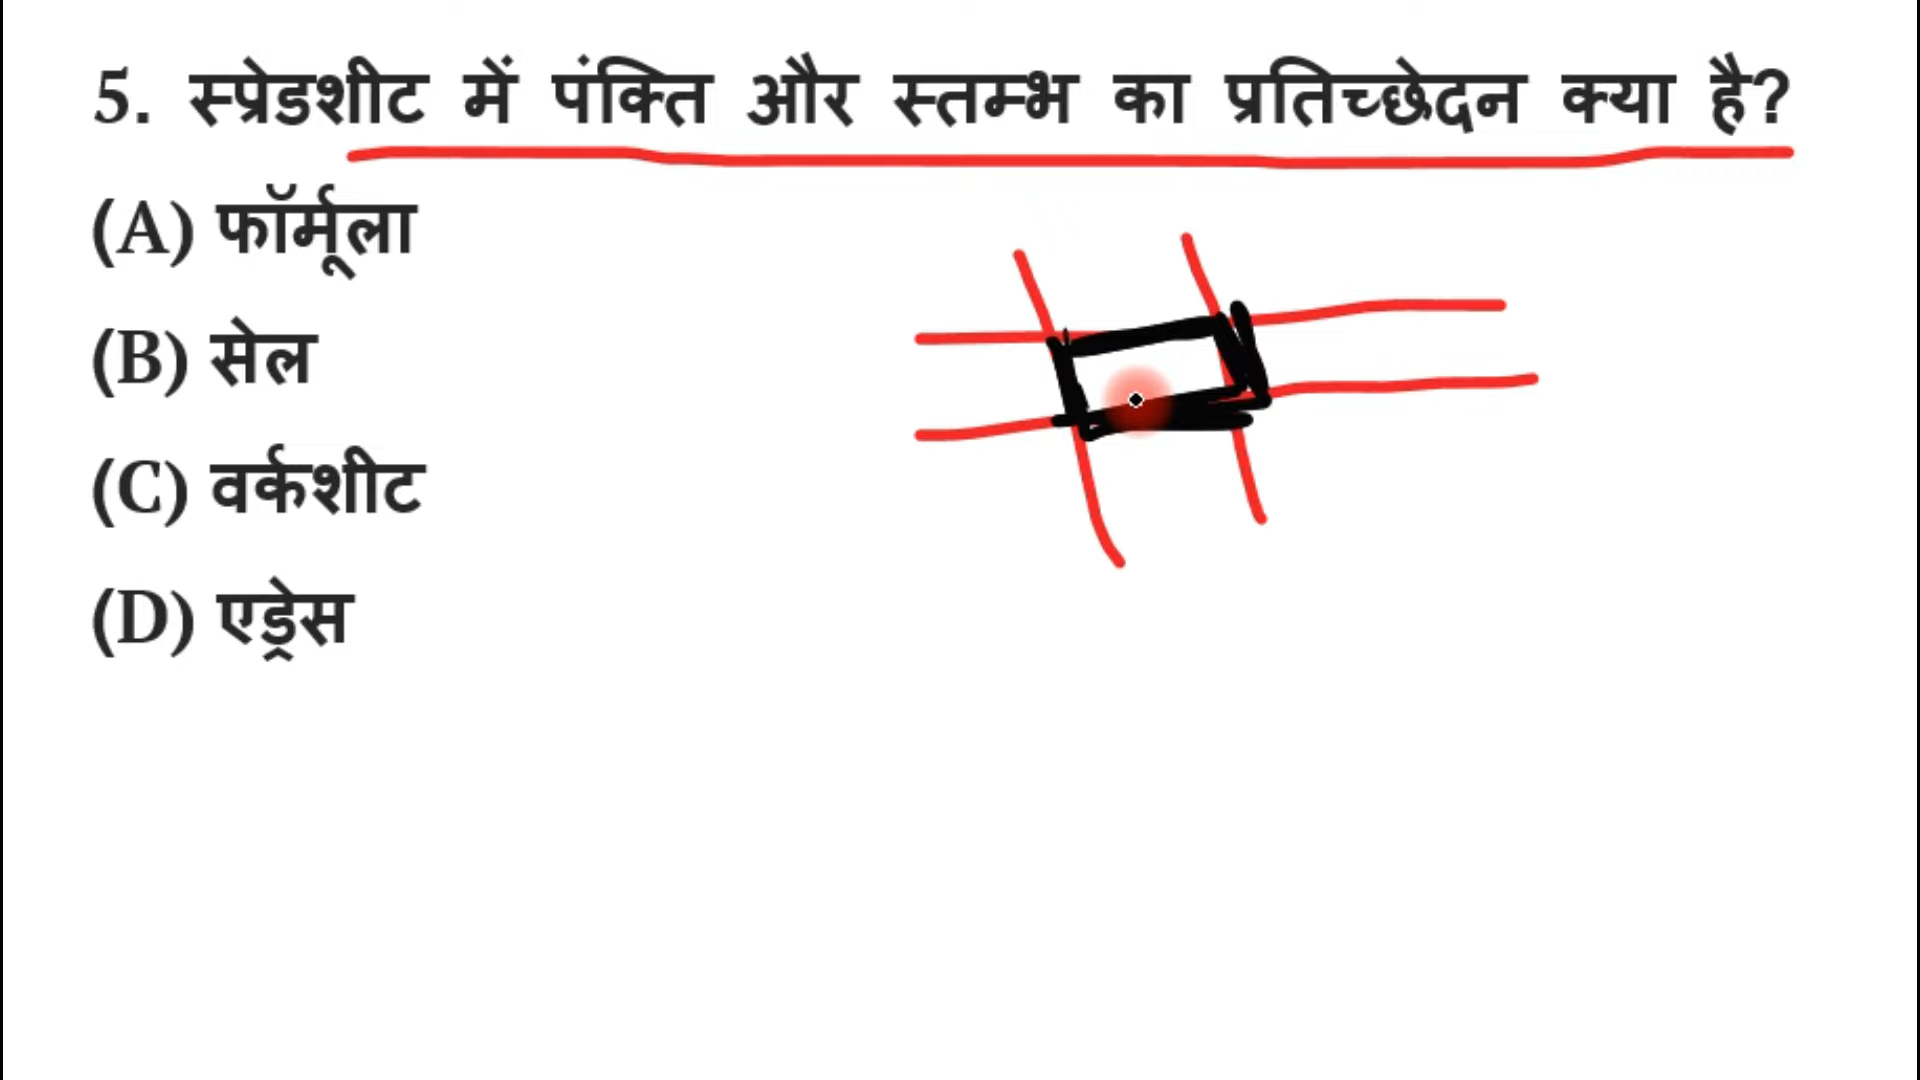 5. स्प्रेडशीट में पंक्ति और स्तम्भ का प्रतिच्छेदन क्या है?
(A) फॉर्मूला
(B) सेल
(C) वर्कशीट
(D) एड्रेस